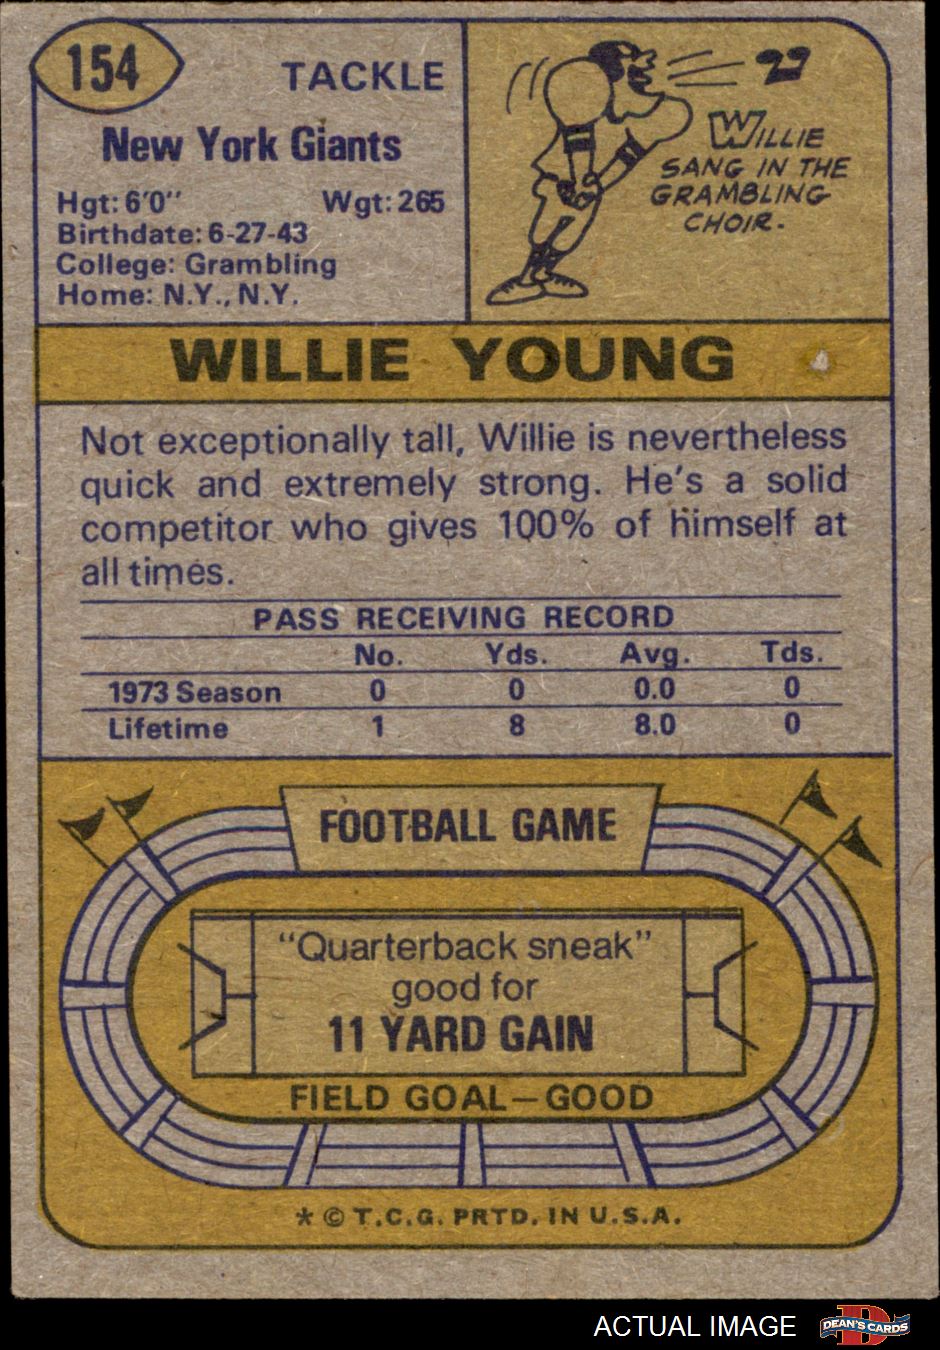 154
TACKLE
New York Giants
Hgt: 6'0" Wgt: 265
Birthdate: 6-27-43
College: Grambling
Home: N.Y., N.Y.
WILLIE
SANG IN THE
GRAMBLING
CHOIR.
WILLIE YOUNG
Not exceptionally tall, Willie is nevertheless
quick and extremely strong. He's a solid
competitor who gives 100% of himself at
all times.
PASS RECEIVING RECORD
No. Yds. Avg. Tds.
1973 Season 0 0 0.0 0
Lifetime 1 8 8.0 0
FOOTBALL GAME
"Quarterback sneak"
good for
11 YARD GAIN
FIELD GOAL—GOOD
* © T.C.G. PRTD. IN U.S.A.
ACTUAL IMAGE
D
DEAN'S CARDS